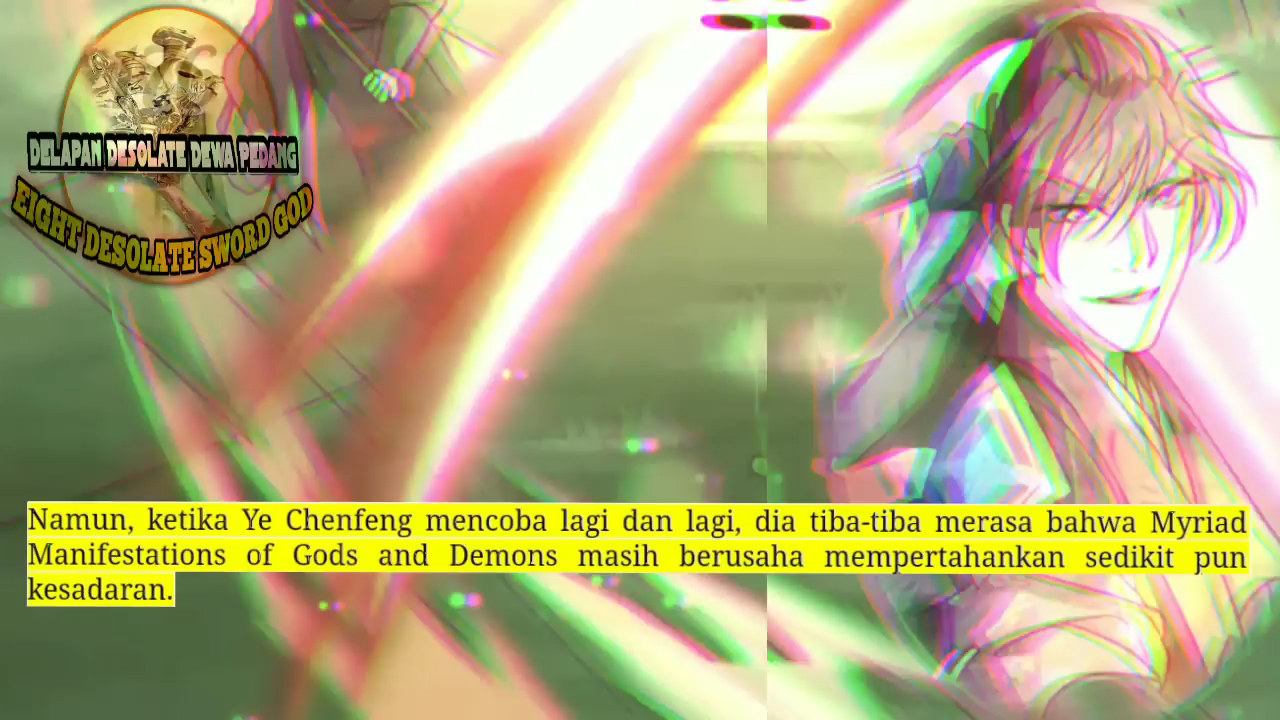 DELAPAN DESOLATE DEWA PEDANG
EIGHT DESOLATE SWORD GOD
Namun, ketika Ye Chenfeng mencoba lagi dan lagi, dia tiba-tiba merasa bahwa Myriad
Manifestations of Gods and Demons masih berusaha mempertahankan sedikit pun
kesadaran.